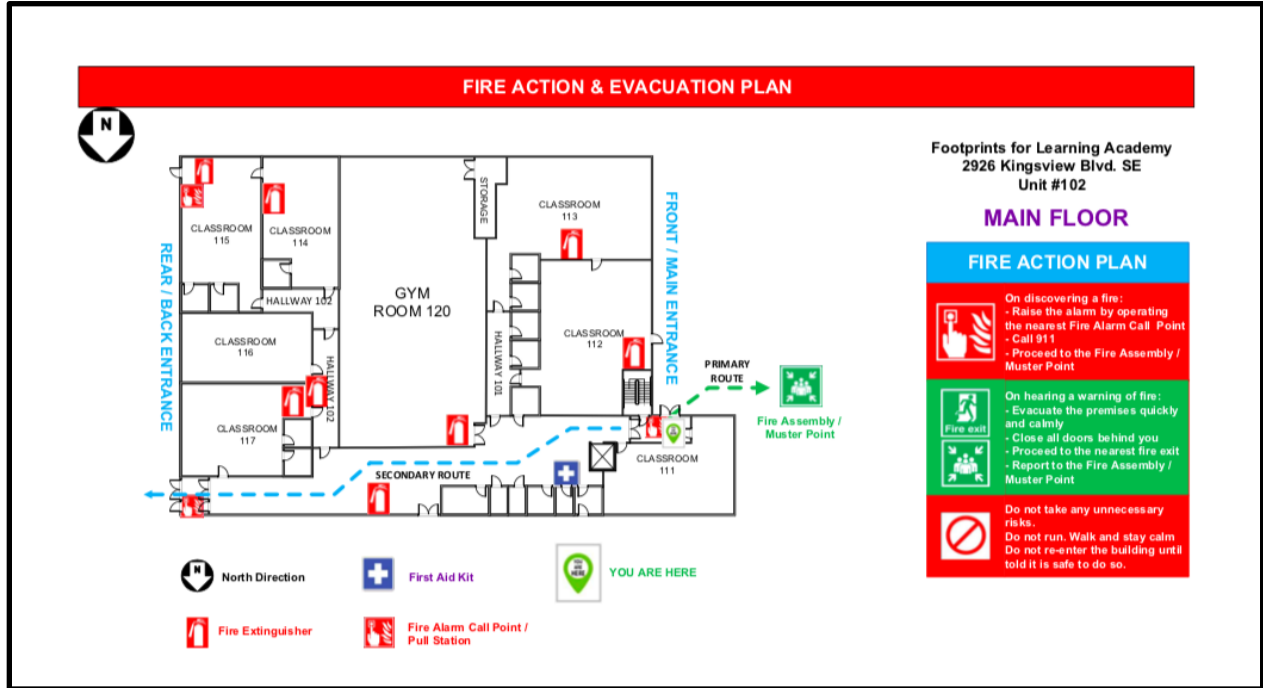 FIRE ACTION & EVACUATION PLAN
N
Footprints for Learning Academy
2926 Kingsview Blvd. SE
Unit #102
MAIN FLOOR
REAR / BACK ENTRANCE
CLASSROOM
115
CLASSROOM
114
HALLWAY 102
CLASSROOM
116
HALLWAY 102
CLASSROOM
117
GYM
ROOM 120
STORAGE
CLASSROOM
113
HALLWAY 101
CLASSROOM
112
FRONT / MAIN ENTRANCE
PRIMARY
ROUTE
Fire Assembly /
Muster Point
CLASSROOM
111
SECONDARY ROUTE
FIRE ACTION PLAN
On discovering a fire:
- Raise the alarm by operating
the nearest Fire Alarm Call Point
- Call 911
- Proceed to the Fire Assembly /
Muster Point
Fire exit
On hearing a warning of fire:
- Evacuate the premises quickly
and calmly
- Close all doors behind you
- Proceed to the nearest fire exit
- Report to the Fire Assembly /
Muster Point
Do not take any unnecessary
risks.
Do not run. Walk and stay calm
Do not re-enter the building until
told it is safe to do so.
N
North Direction
First Aid Kit
YOU ARE HERE
Fire Extinguisher
Fire Alarm Call Point /
Pull Station